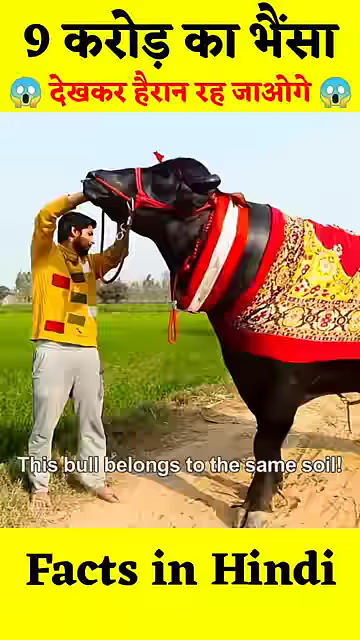 9 करोड़ का भैंसा
😱 देखकर हैरान रह जाओगे 😱
This bull belongs to the same soil!
Facts in Hindi